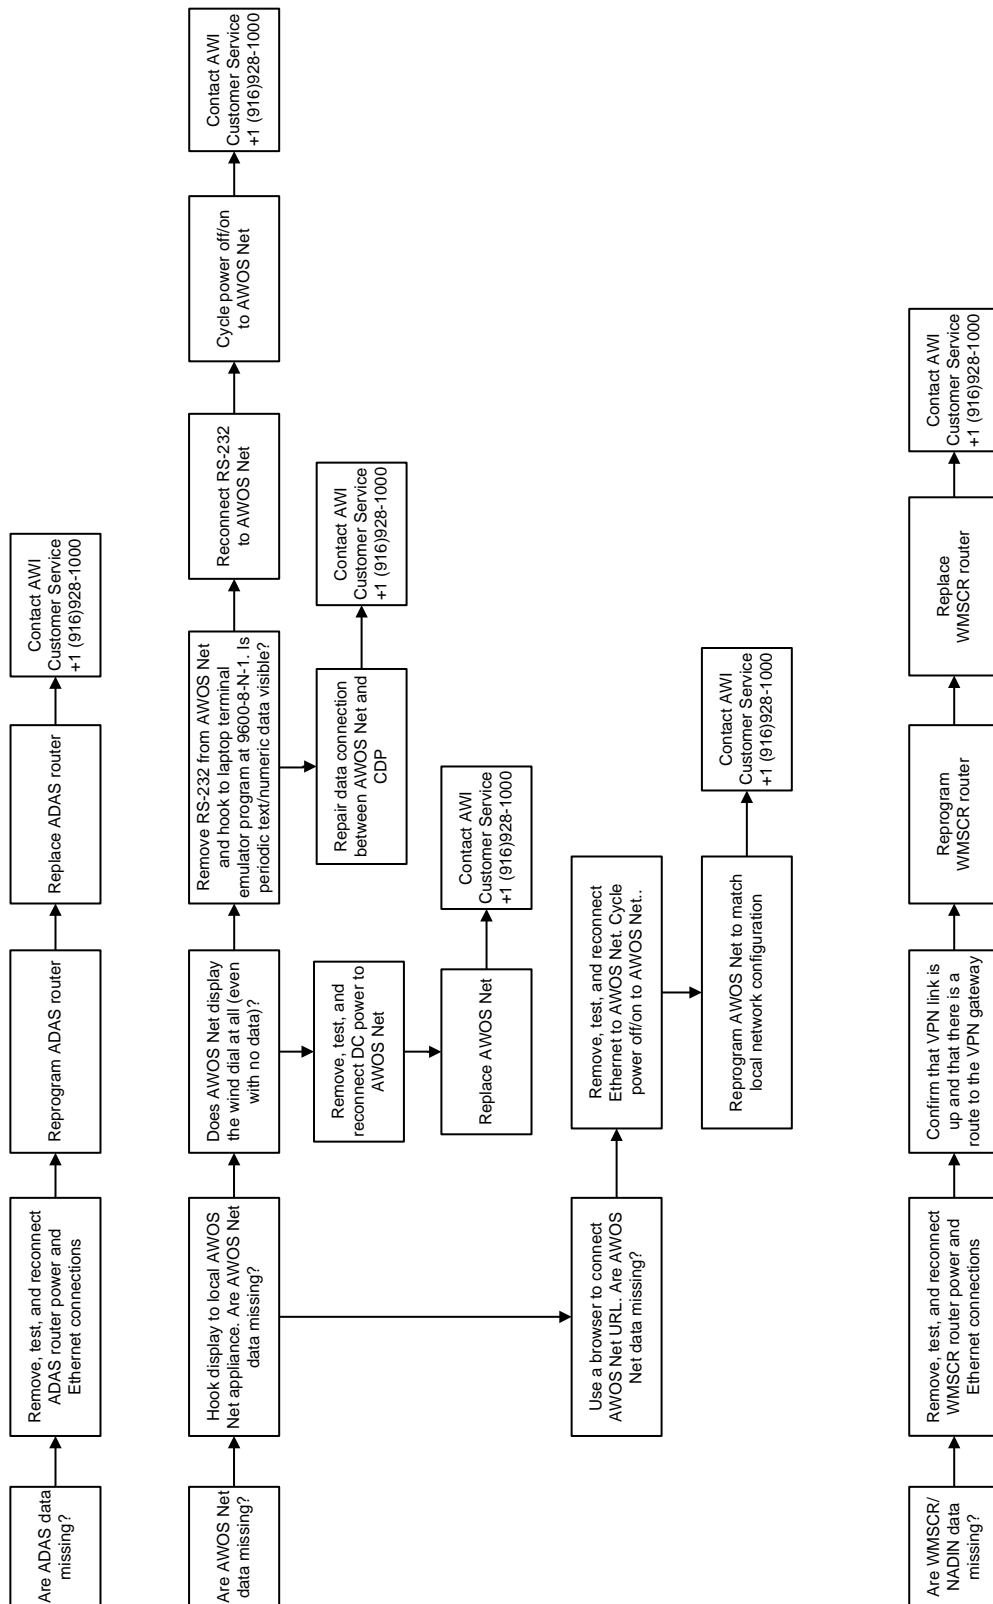 Are ADAS data
missing?
Remove, test, and reconnect
ADAS router power and
Ethernet connections
Reprogram ADAS router
Replace ADAS router
Contact AWI
Customer Service
+1 (916)928-1000
Are AWOS Net
data missing?
Hook display to local AWOS
Net appliance. Are AWOS Net
data missing?
Does AWOS Net display
the wind dial at all (even
with no data)?
Remove RS-232 from AWOS Net
and hook to laptop terminal
emulator program at 9600-8-N-1. Is
periodic text/numeric data visible?
Reconnect RS-232
to AWOS Net
Cycle power off/on
to AWOS Net
Contact AWI
Customer Service
+1 (916)928-1000
Remove, test, and
reconnect DC power to
AWOS Net
Repair data connection
between AWOS Net and
CDP
Contact AWI
Customer Service
+1 (916)928-1000
Replace AWOS Net
Contact AWI
Customer Service
+1 (916)928-1000
Use a browser to connect
AWOS Net URL. Are AWOS
Net data missing?
Remove, test, and reconnect
Ethernet to AWOS Net. Cycle
power off/on to AWOS Net..
Reprogram AWOS Net to match
local network configuration
Contact AWI
Customer Service
+1 (916)928-1000
Are WMSCR/
NADIN data
missing?
Remove, test, and reconnect
WMSCR router power and
Ethernet connections
Confirm that VPN link is
up and that there is a
route to the VPN gateway
Reprogram
WMSCR router
Replace
WMSCR router
Contact AWI
Customer Service
+1 (916)928-1000